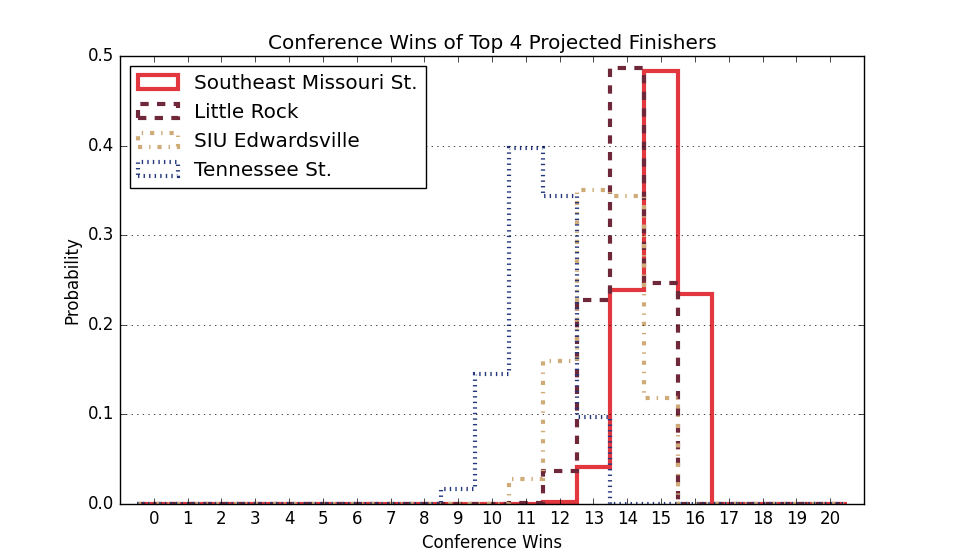 Conference Wins of Top 4 Projected Finishers
0.5
0.4
0.3
0.2
0.1
0.0
Probability
Southeast Missouri St.
Little Rock
SIU Edwardsville
Tennessee St.
0 1 2 3 4 5 6 7 8 9 10 11 12 13 14 15 16 17 18 19 20
Conference Wins